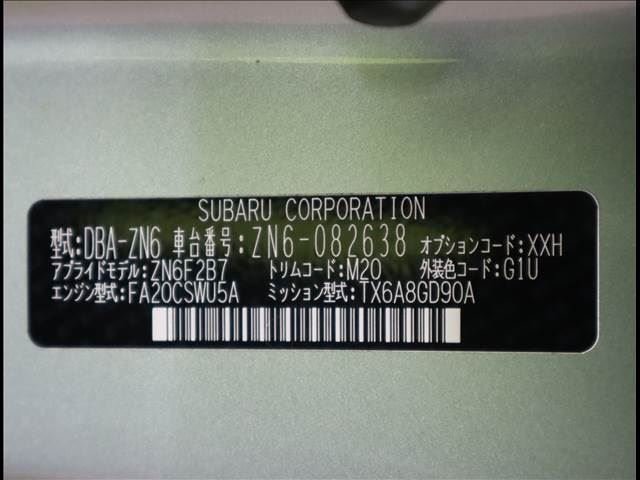 SUBARU CORPORATION
型式:DBA-ZN6 車台番号:ZN6-082638 オプションコード:XXH
アプライドモデル:ZN6F2B7 トリムコード:M20 外装色コード:G1U
エンジン型式:FA20CSWU5A ミッション型式:TX6A8GD90A